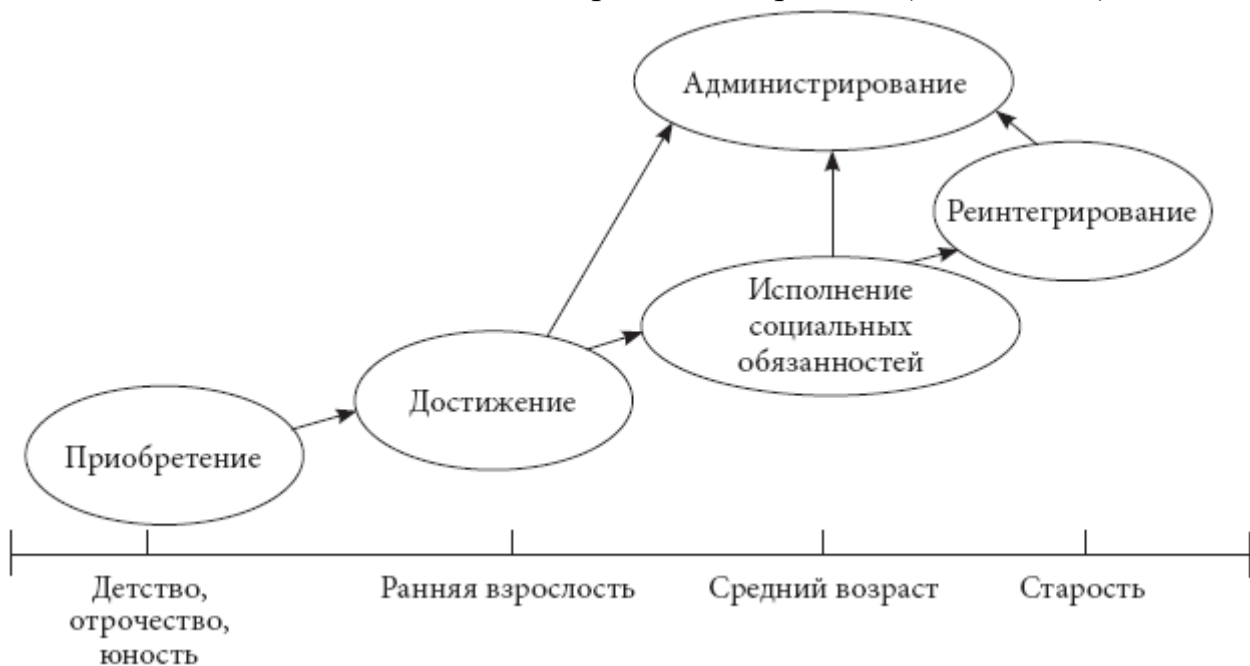 Администрирование
Реинтегрирование
Исполнение
социальных
обязанностей
Достижение
Приобретение
Детство,
отрочество,
юность
Ранняя взрослость
Средний возраст
Старость